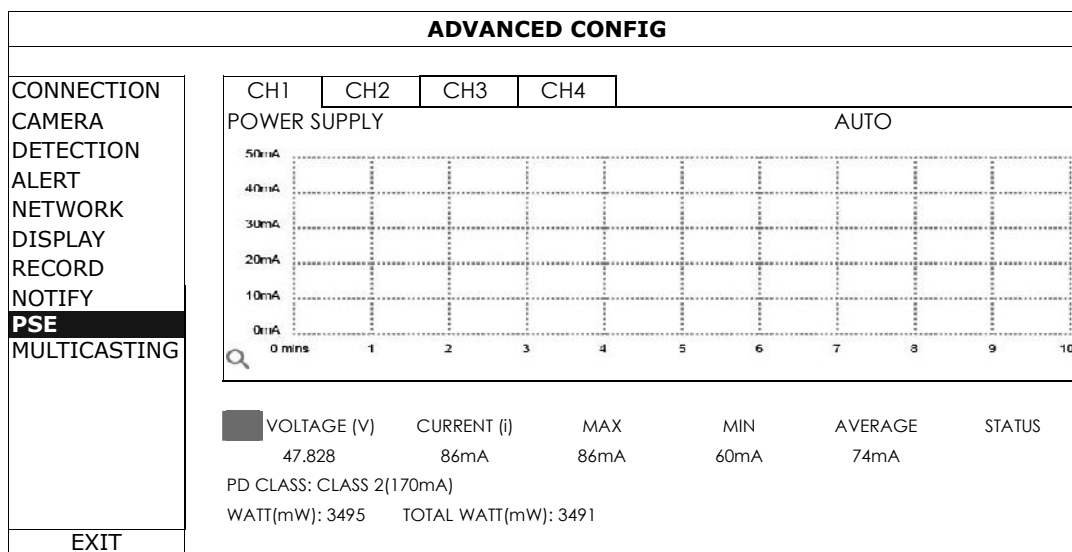 ADVANCED CONFIG
CONNECTION
CAMERA
DETECTION
ALERT
NETWORK
DISPLAY
RECORD
NOTIFY
PSE
MULTICASTING
EXIT
CH1 CH2 CH3 CH4
POWER SUPPLY AUTO
50mA
40mA
30mA
20mA
10mA
0mA
0 mins 1 2 3 4 5 6 7 8 9 10
VOLTAGE (V) CURRENT (i) MAX MIN AVERAGE STATUS
47.828 86mA 86mA 60mA 74mA
PD CLASS: CLASS 2(170mA)
WATT(mW): 3495 TOTAL WATT(mW): 3491